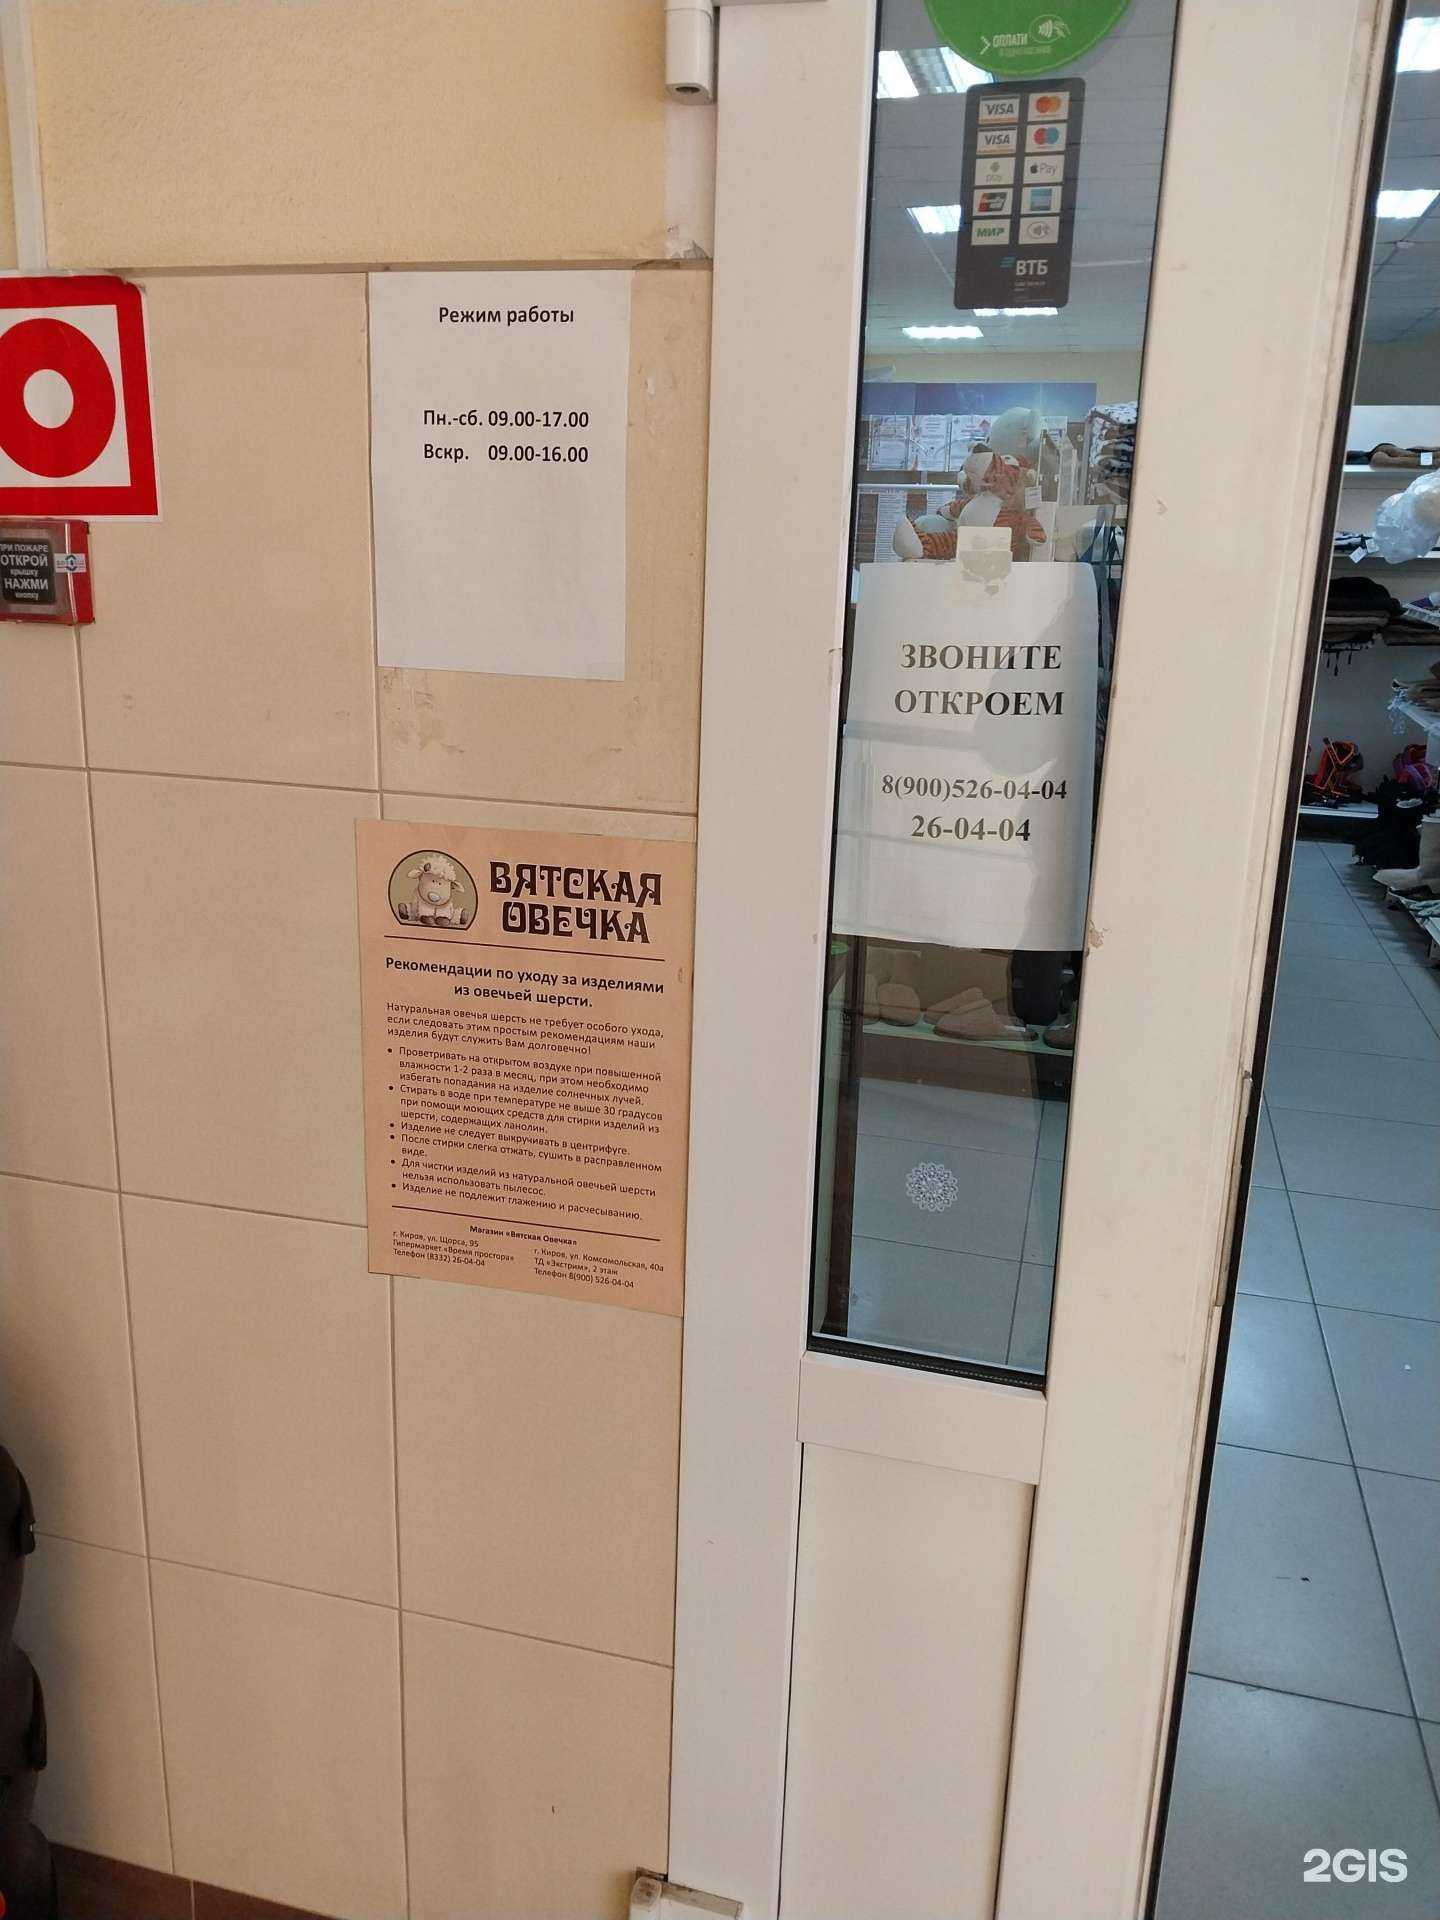 ОПЛАТИ
VISA
VISA
pay
Pay
МИР
ВТБ
Режим работы
Пн.-сб. 09.00-17.00
Вскр. 09.00-16.00
ПРИ ПОЖАРЕ
ОТКРОЙ
крышку
НАЖМИ
кнопку
ЗВОНИТЕ
ОТКРОЕМ
8(900)526-04-04
26-04-04
ВЯТСКАЯ
ОВЕЧКА
Рекомендации по уходу за изделиями
из овечьей шерсти.
Натуральная овечья шерсть не требует особого ухода,
если следовать этим простым рекомендациям наши
изделия будут служить Вам долговечно!
• Проветривать на открытом воздухе при повышенной
влажности 1-2 раза в месяц, при этом необходимо
избегать попадания на изделие солнечных лучей.
• Стирать в воде при температуре не выше 30 градусов
при помощи моющих средств для стирки изделий из
шерсти, содержащих ланолин.
• Изделие не следует выкручивать в центрифуге.
• После стирки слегка отжать, сушить в расправленном
виде.
• Для чистки изделий из натуральной овечьей шерсти
нельзя использовать пылесос.
• Изделие не подлежит глажению и расчесыванию.
Магазин «Вятская Овечка»
г. Киров, ул. Щорса, 95
Гипермаркет «Время простора»
Телефон (8332) 26-04-04
г. Киров, ул. Комсомольская, 40а
ТД «Экстрим», 2 этаж
Телефон 8(900) 526-04-04
2GIS